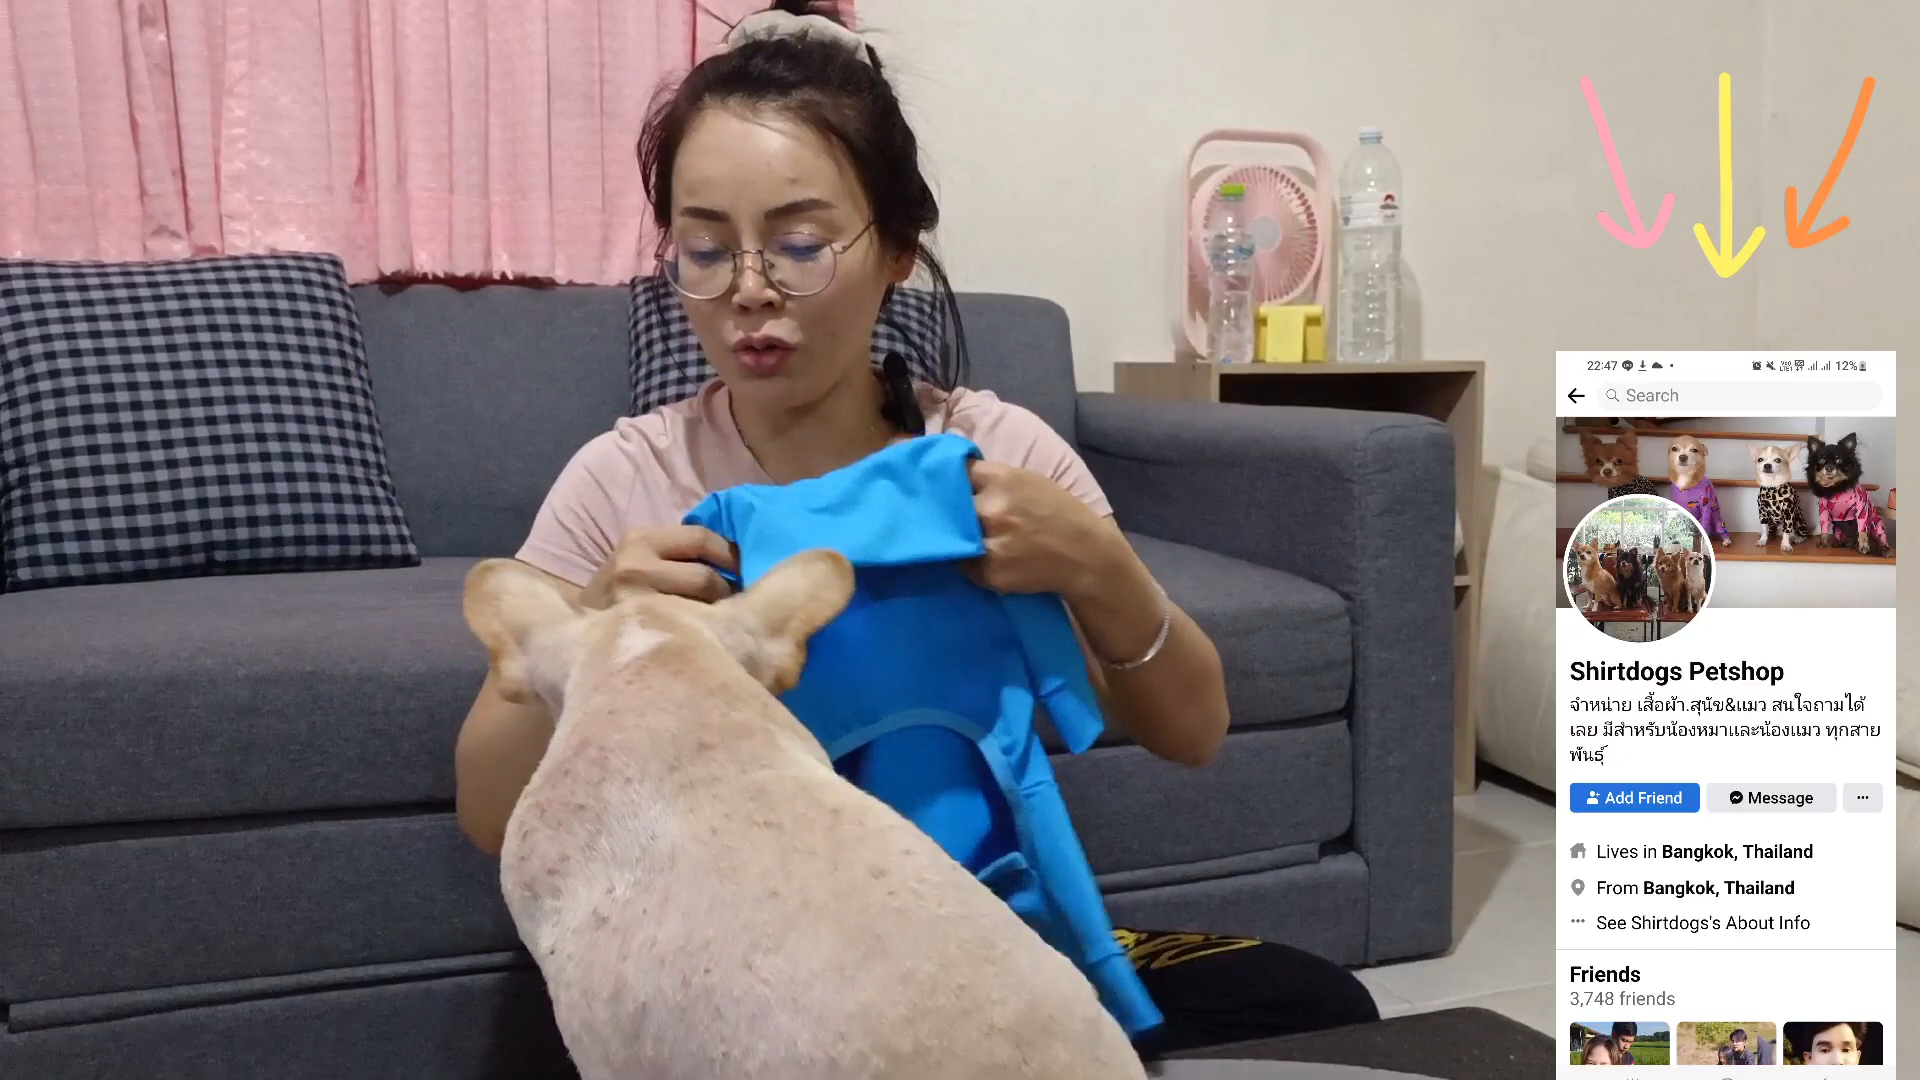 22:47
12%
Search
Shirtdogs Petshop
จำหน่าย เสื้อผ้า.สุนัข&แมว สนใจถามได้
เลย มีสำหรับน้องหมาและน้องแมว ทุกสาย
พันธุ์
Add Friend
Message
Lives in Bangkok, Thailand
From Bangkok, Thailand
See Shirtdogs's About Info
Friends
3,748 friends